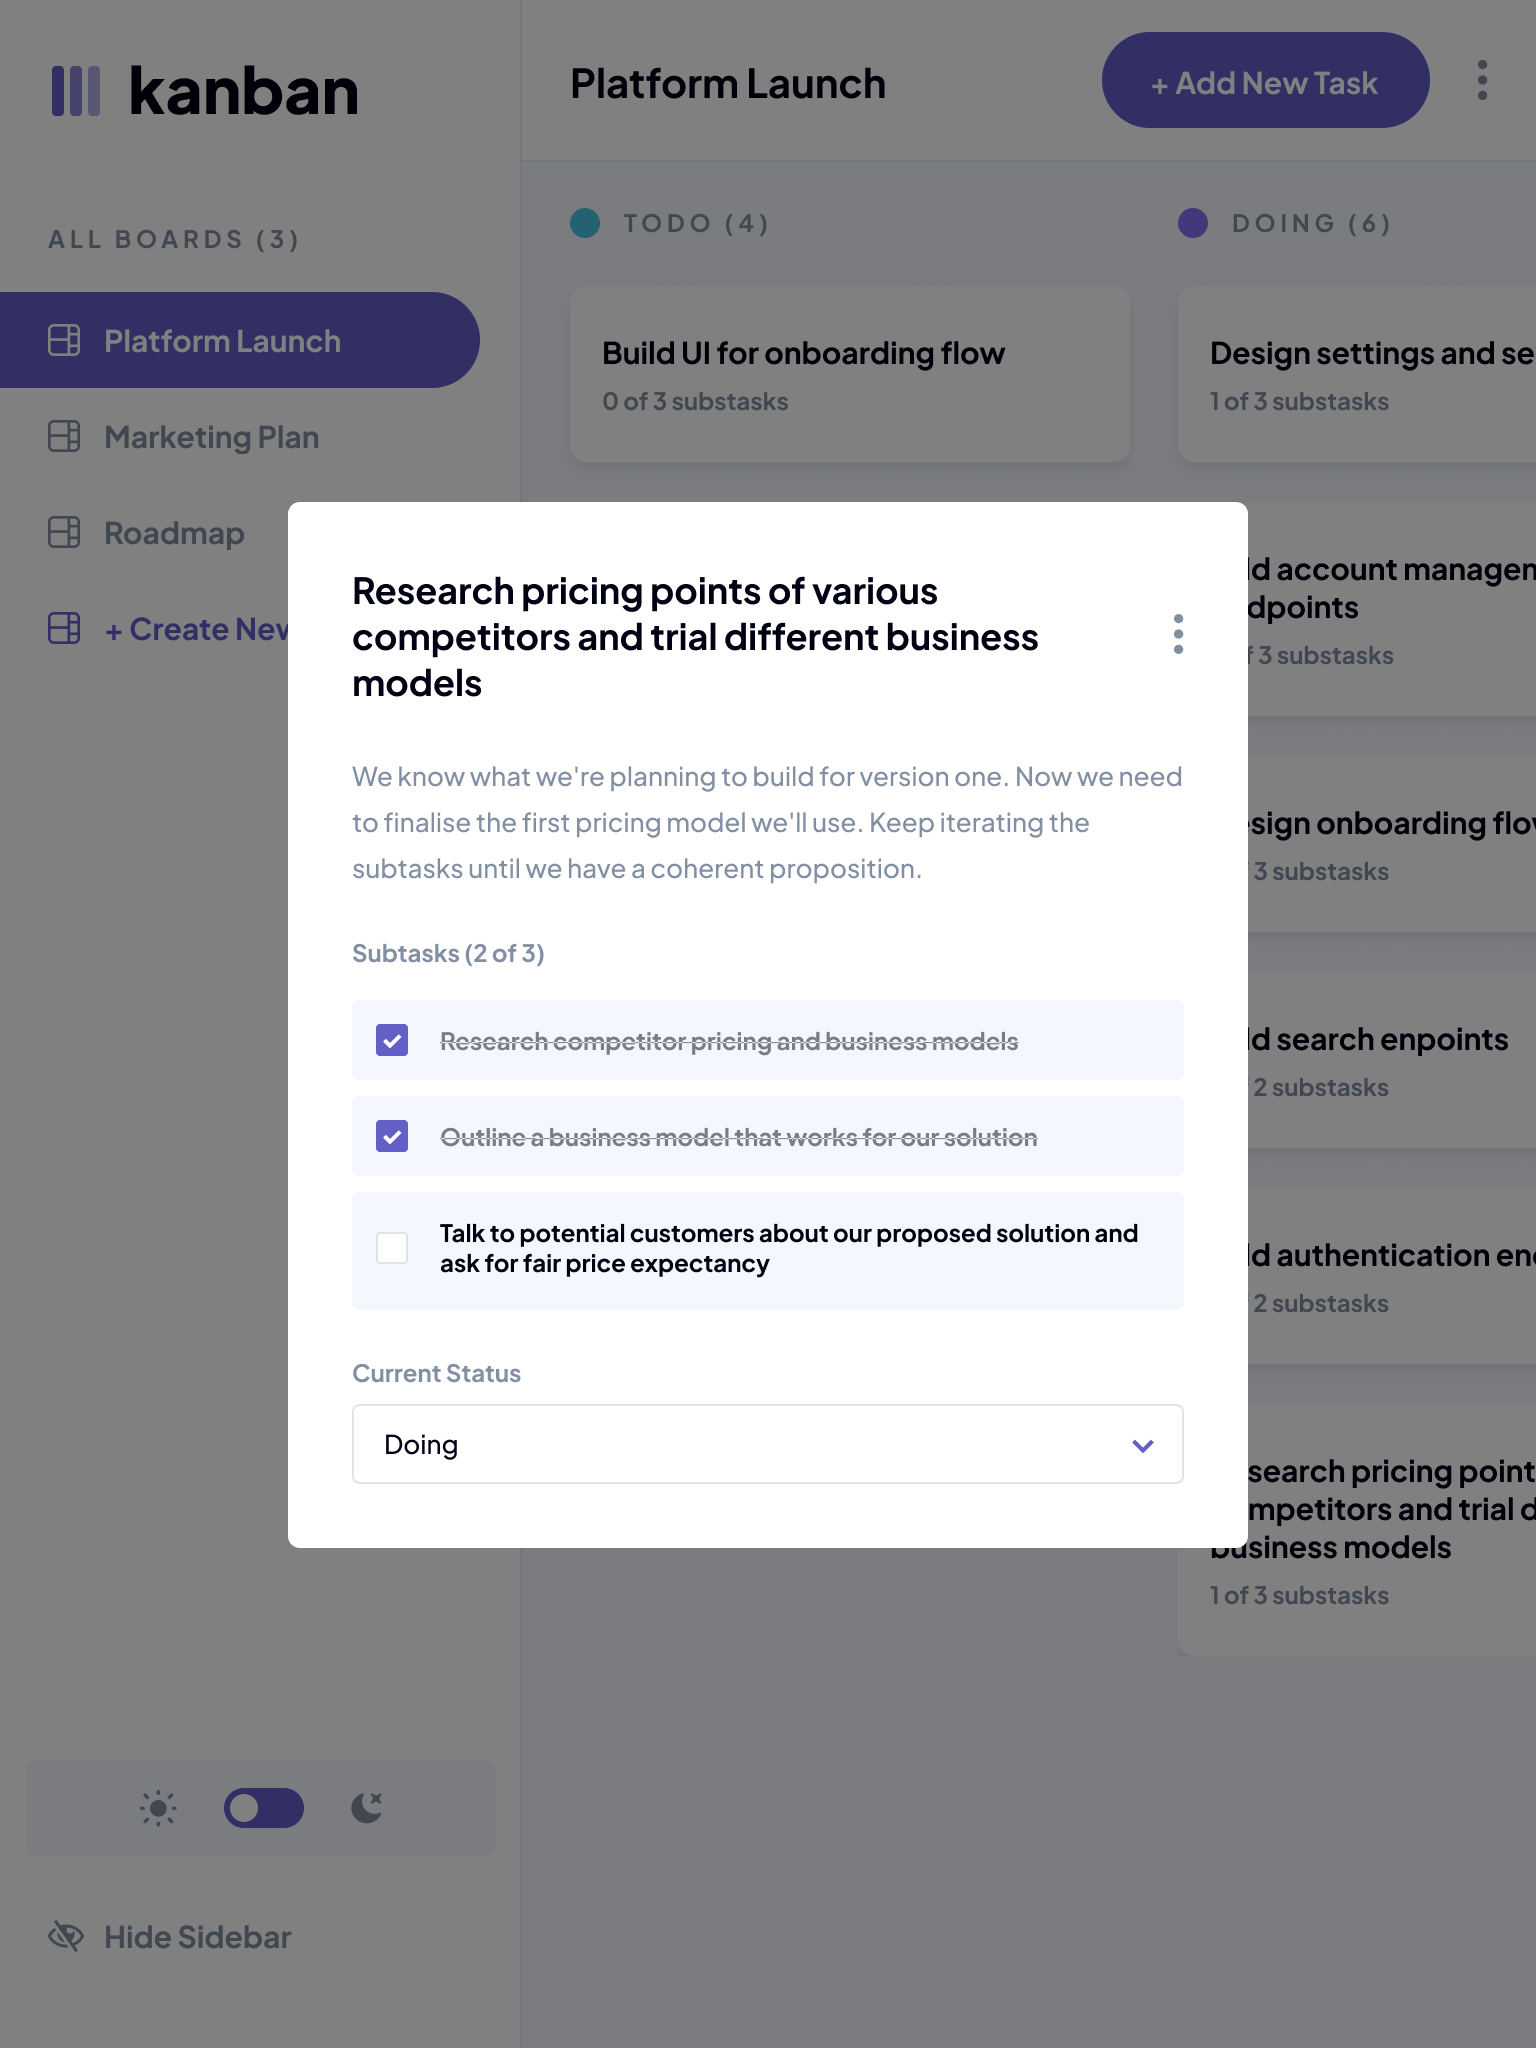 kanban
ALL BOARDS (3)
Platform Launch
Marketing Plan
Roadmap
+ Create New
Hide Sidebar
Platform Launch
+ Add New Task
TODO (4)
Build UI for onboarding flow
0 of 3 substasks
DOING (6)
Design settings and se
1 of 3 substasks
account managem
dpoints
3 substasks
sign onboarding flow
3 substasks
search enpoints
2 substasks
authentication en
2 substasks
search pricing point
mpetitors and trial d
business models
1 of 3 substasks
Research pricing points of various
competitors and trial different business
models
We know what we're planning to build for version one. Now we need
to finalise the first pricing model we'll use. Keep iterating the
subtasks until we have a coherent proposition.
Subtasks (2 of 3)
Research competitor pricing and business models
Outline a business model that works for our solution
Talk to potential customers about our proposed solution and
ask for fair price expectancy
Current Status
Doing